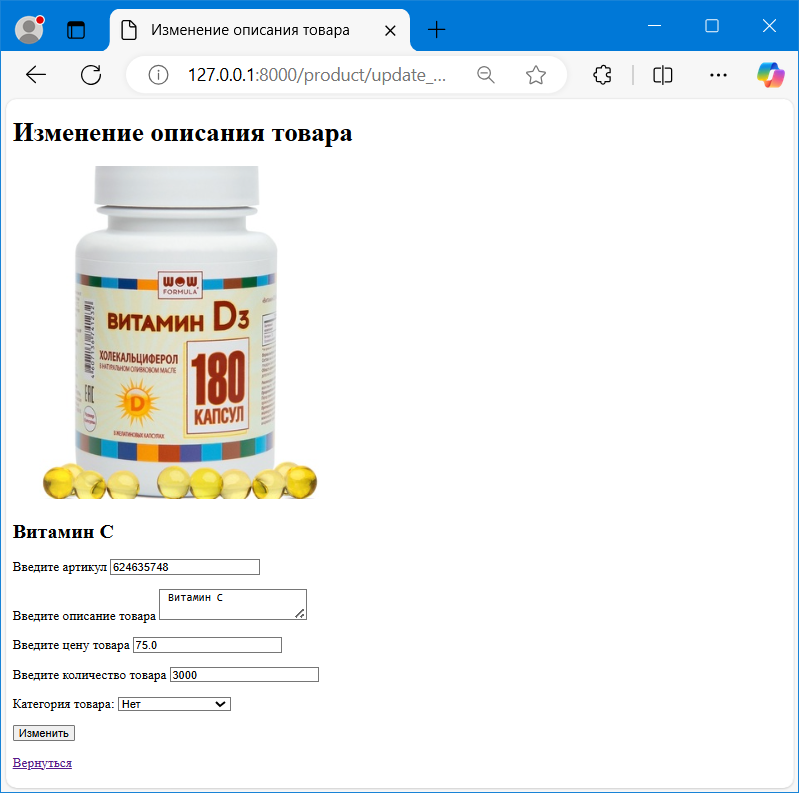 Изменение описания товара
127.0.0.1:8000/product/update_...
Изменение описания товара
WOW
FORMULA
ВИТАМИН D3
ХОЛЕКАЛЬЦИФЕРОЛ
В НАТУРАЛЬНОМ ОЛИВКОВОМ МАСЛЕ
180
КАПСУЛ
EAC
D
В ЖЕЛАТИНОВЫХ КАПСУЛАХ
Витамин С
Введите артикул 624635748
Введите описание товара Витамин С
Введите цену товара 75.0
Введите количество товара 3000
Категория товара: Нет
Изменить
Вернуться